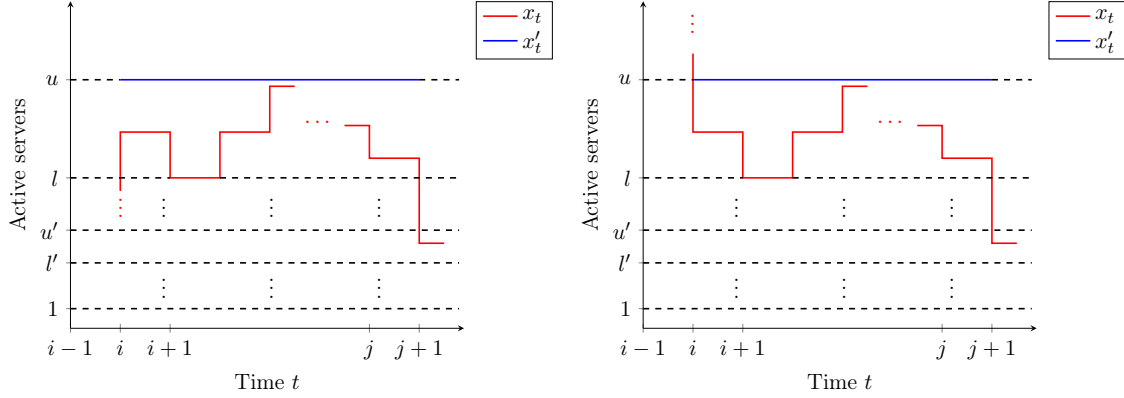 x_t
x'_t
u
l
u'
l'
1
Active servers
i − 1 i i + 1 j j + 1
Time t
x_t
x'_t
u
l
u'
l'
1
Active servers
i − 1 i i + 1 j j + 1
Time t